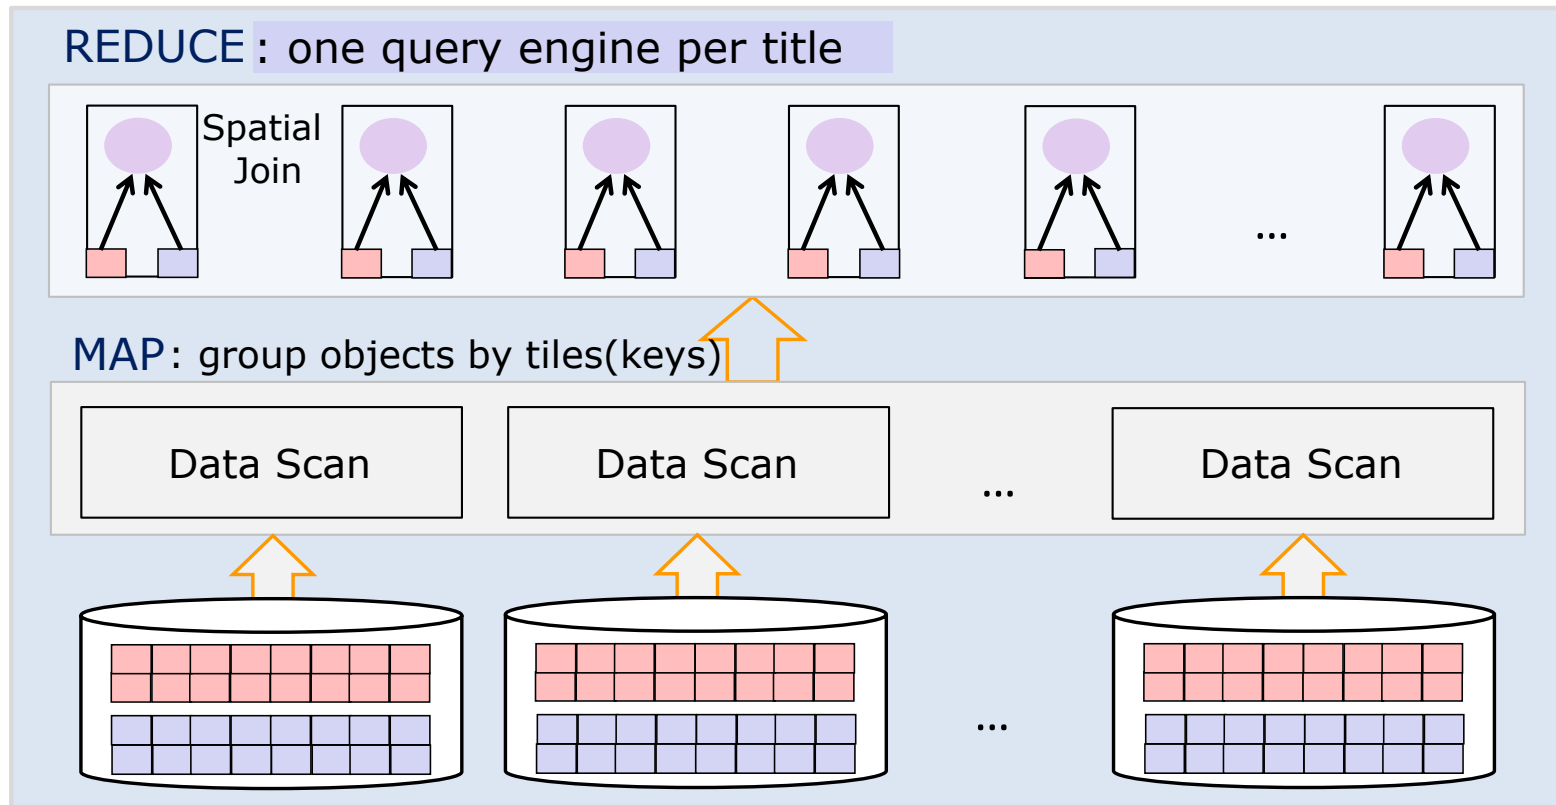 REDUCE : one query engine per title
Spatial
Join
...
MAP : group objects by tiles(keys)
Data Scan
Data Scan
...
Data Scan
...